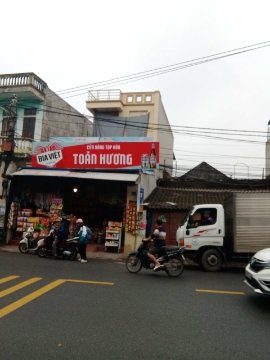 BIA VIỆT
CỬA HÀNG TẠP HÓA
TOÀN HƯƠNG